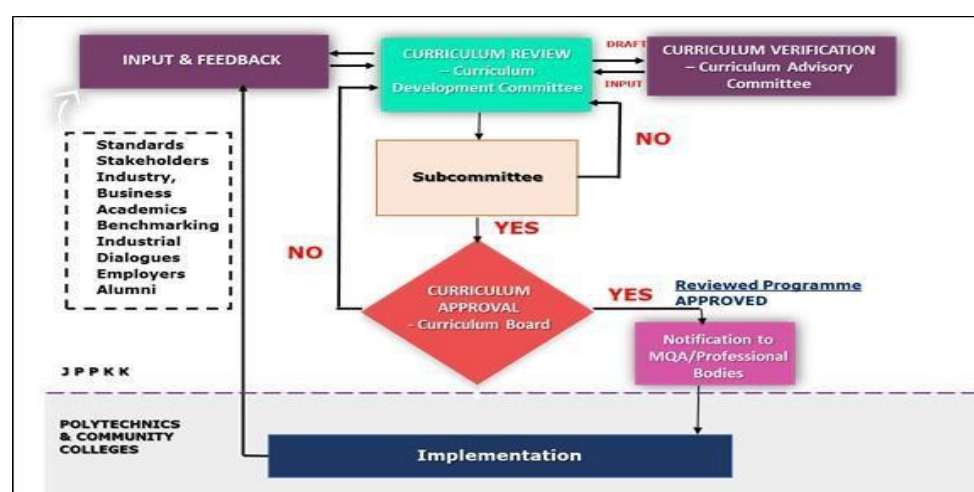 INPUT & FEEDBACK
CURRICULUM REVIEW
– Curriculum
Development Committee
DRAFT
INPUT
CURRICULUM VERIFICATION
– Curriculum Advisory
Committee
Standards
Stakeholders
Industry,
Business
Academics
Benchmarking
Industrial
Dialogues
Employers
Alumni
NO
Subcommittee
YES
NO
CURRICULUM
APPROVAL
- Curriculum Board
YES
Reviewed Programme
APPROVED
Notification to
MQA/Professional
Bodies
J P P K K
POLYTECHNICS
& COMMUNITY
COLLEGES
Implementation